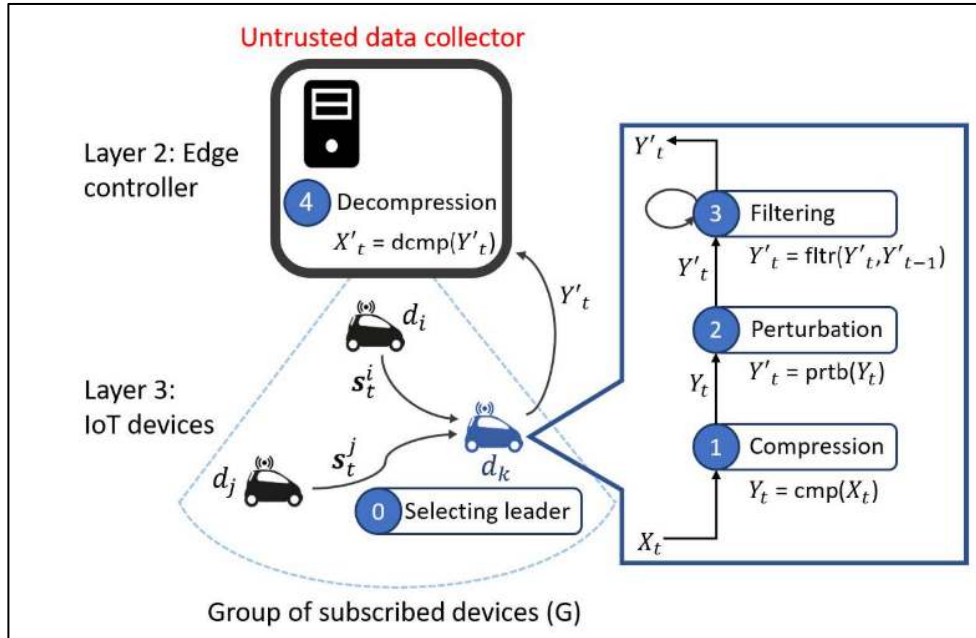 Untrusted data collector
Layer 2: Edge
controller
4 Decompression
X'ₜ = dcmp(Y'ₜ)
Y'ₜ
dᵢ
sₜⁱ
Layer 3:
IoT devices
sₜʲ
dⱼ
dₖ
0 Selecting leader
Group of subscribed devices (G)
Y'ₜ
3 Filtering
Y'ₜ = fltr(Y'ₜ,Y'ₜ₋₁)
Y'ₜ
2 Perturbation
Y'ₜ = prtb(Yₜ)
Yₜ
1 Compression
Yₜ = cmp(Xₜ)
Xₜ